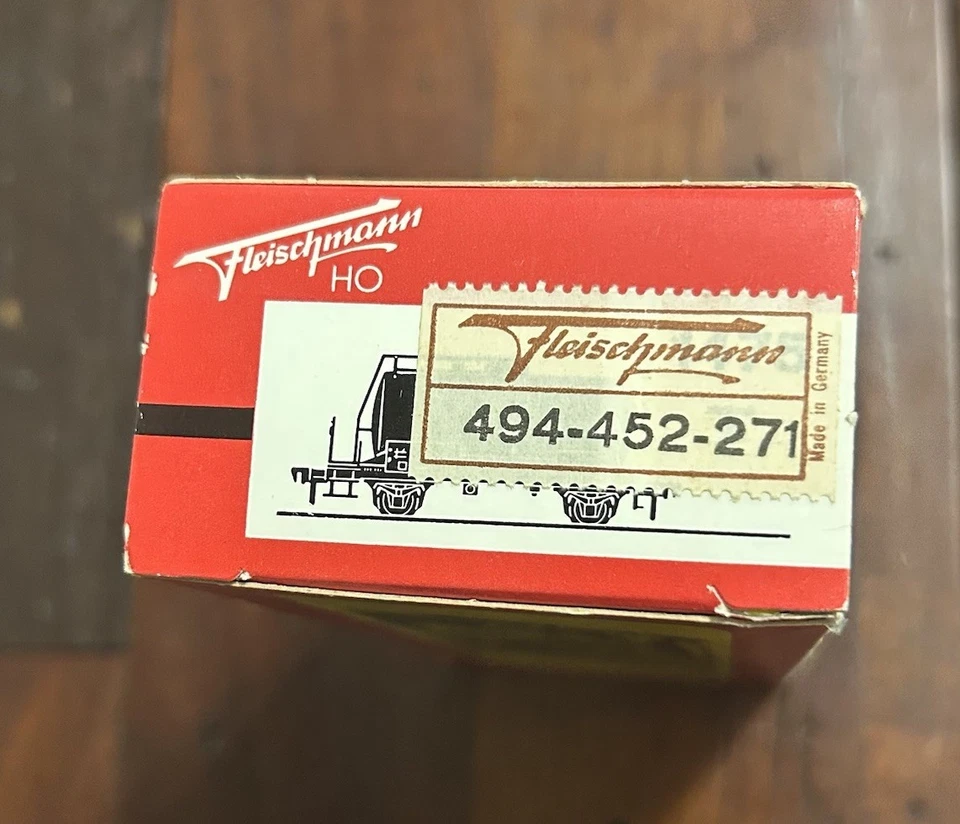 Fleischmann
HO
Fleischmann
494-452-271
Made in Germany